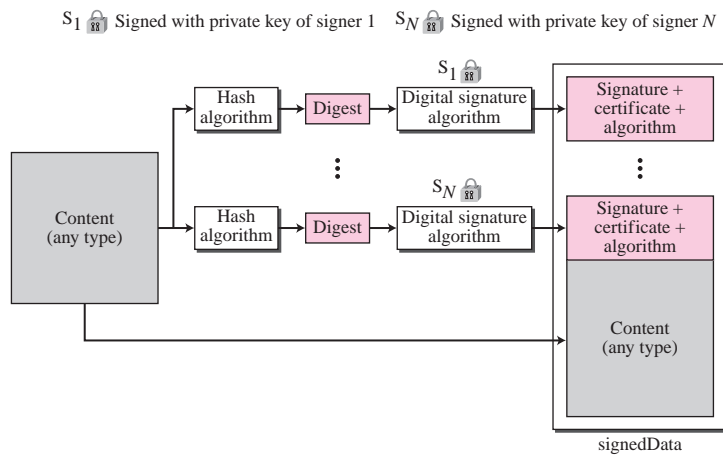 S1 Signed with private key of signer 1
SN Signed with private key of signer N
S1
Hash
algorithm
Digest
Digital signature
algorithm
Signature +
certificate +
algorithm
Content
(any type)
SN
Hash
algorithm
Digest
Digital signature
algorithm
Signature +
certificate +
algorithm
Content
(any type)
signedData